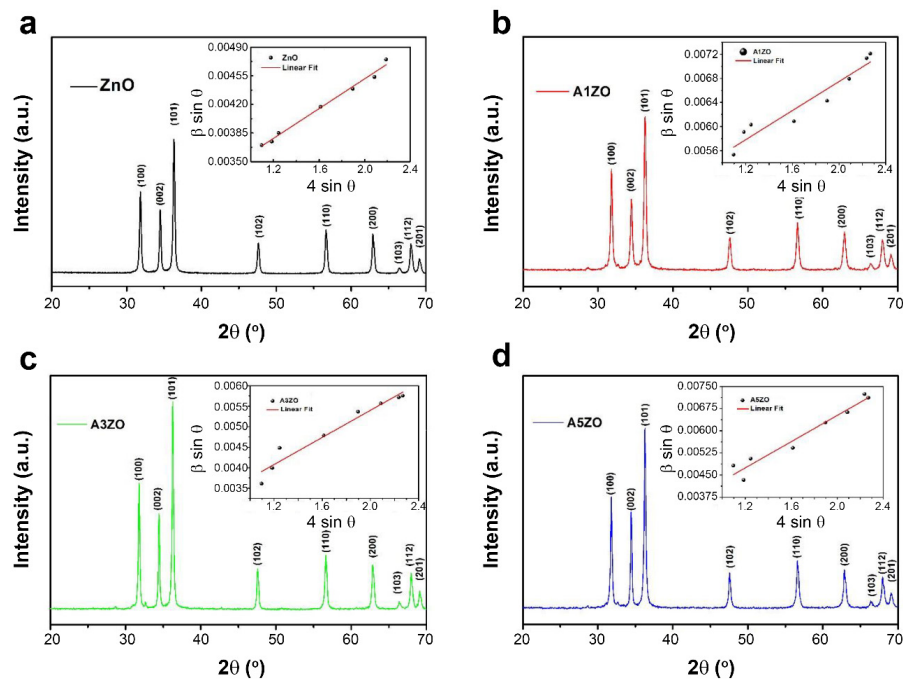 a
ZnO
Intensity (a.u.)
2θ (°)
20 30 40 50 60 70
(100)
(002)
(101)
(102)
(110)
(200)
(103)
(112)
(201)
ZnO
Linear Fit
β sin θ
4 sin θ
0.00490
0.00455
0.00420
0.00385
0.00350
1.2 1.6 2.0 2.4
b
A1ZO
Intensity (a.u.)
2θ (°)
20 30 40 50 60 70
(100)
(002)
(101)
(102)
(110)
(200)
(103)
(112)
(201)
A1ZO
Linear Fit
β sin θ
4 sin θ
0.0072
0.0068
0.0064
0.0060
0.0056
1.2 1.6 2.0 2.4
c
A3ZO
Intensity (a.u.)
2θ (°)
20 30 40 50 60 70
(100)
(002)
(101)
(102)
(110)
(200)
(103)
(112)
(201)
A3ZO
Linear Fit
β sin θ
4 sin θ
0.0060
0.0055
0.0050
0.0045
0.0040
0.0035
1.2 1.6 2.0 2.4
d
A5ZO
Intensity (a.u.)
2θ (°)
20 30 40 50 60 70
(100)
(002)
(101)
(102)
(110)
(200)
(103)
(112)
(201)
A5ZO
Linear Fit
β sin θ
4 sin θ
0.00750
0.00675
0.00600
0.00525
0.00450
0.00375
1.2 1.6 2.0 2.4